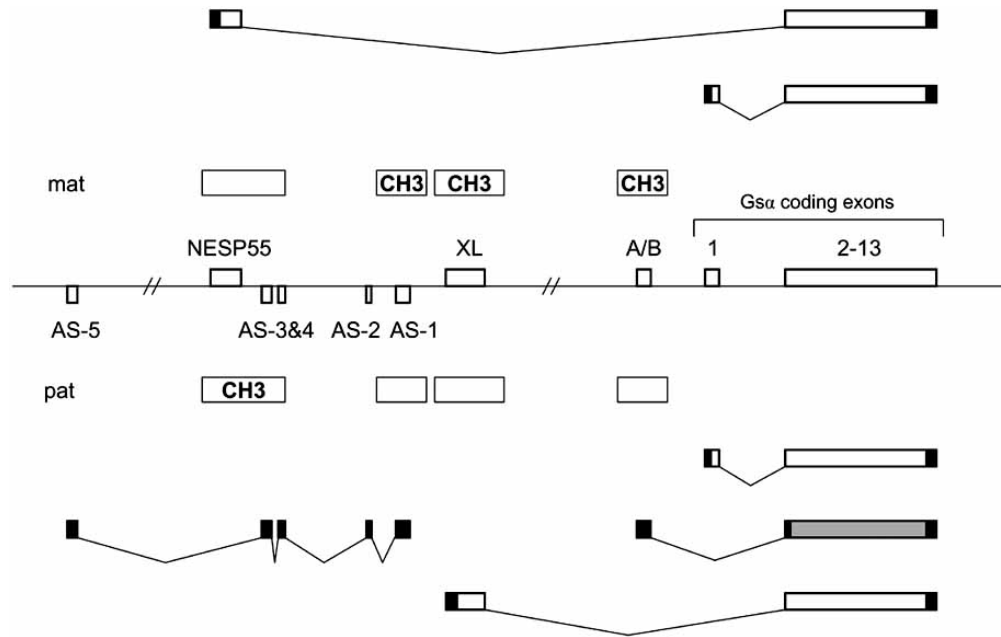 mat
CH3 CH3 CH3
Gsα coding exons
NESP55 XL A/B 1 2-13
// //
AS-5 AS-3&4 AS-2 AS-1
pat
CH3